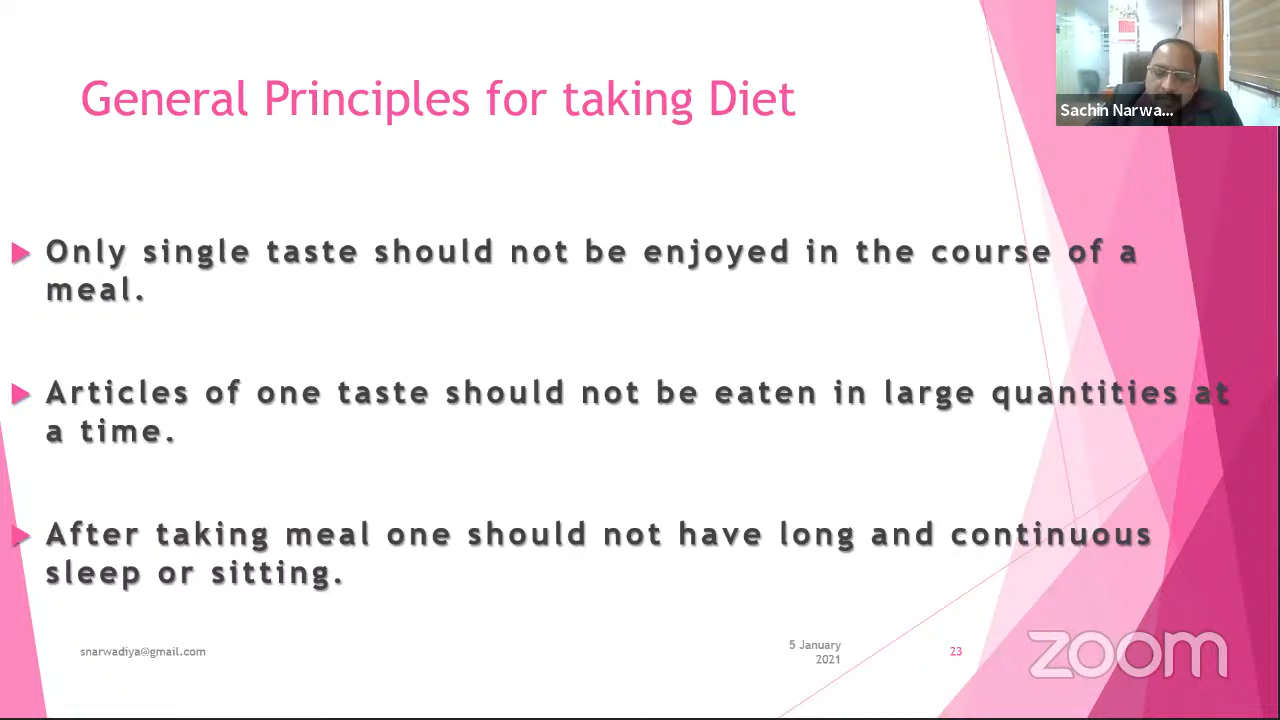 General Principles for taking Diet
Sachin Narwa...
Only single taste should not be enjoyed in the course of a
meal.
Articles of one taste should not be eaten in large quantities at
a time.
After taking meal one should not have long and continuous
sleep or sitting.
snarwadiya@gmail.com
5 January
2021
23
zoom